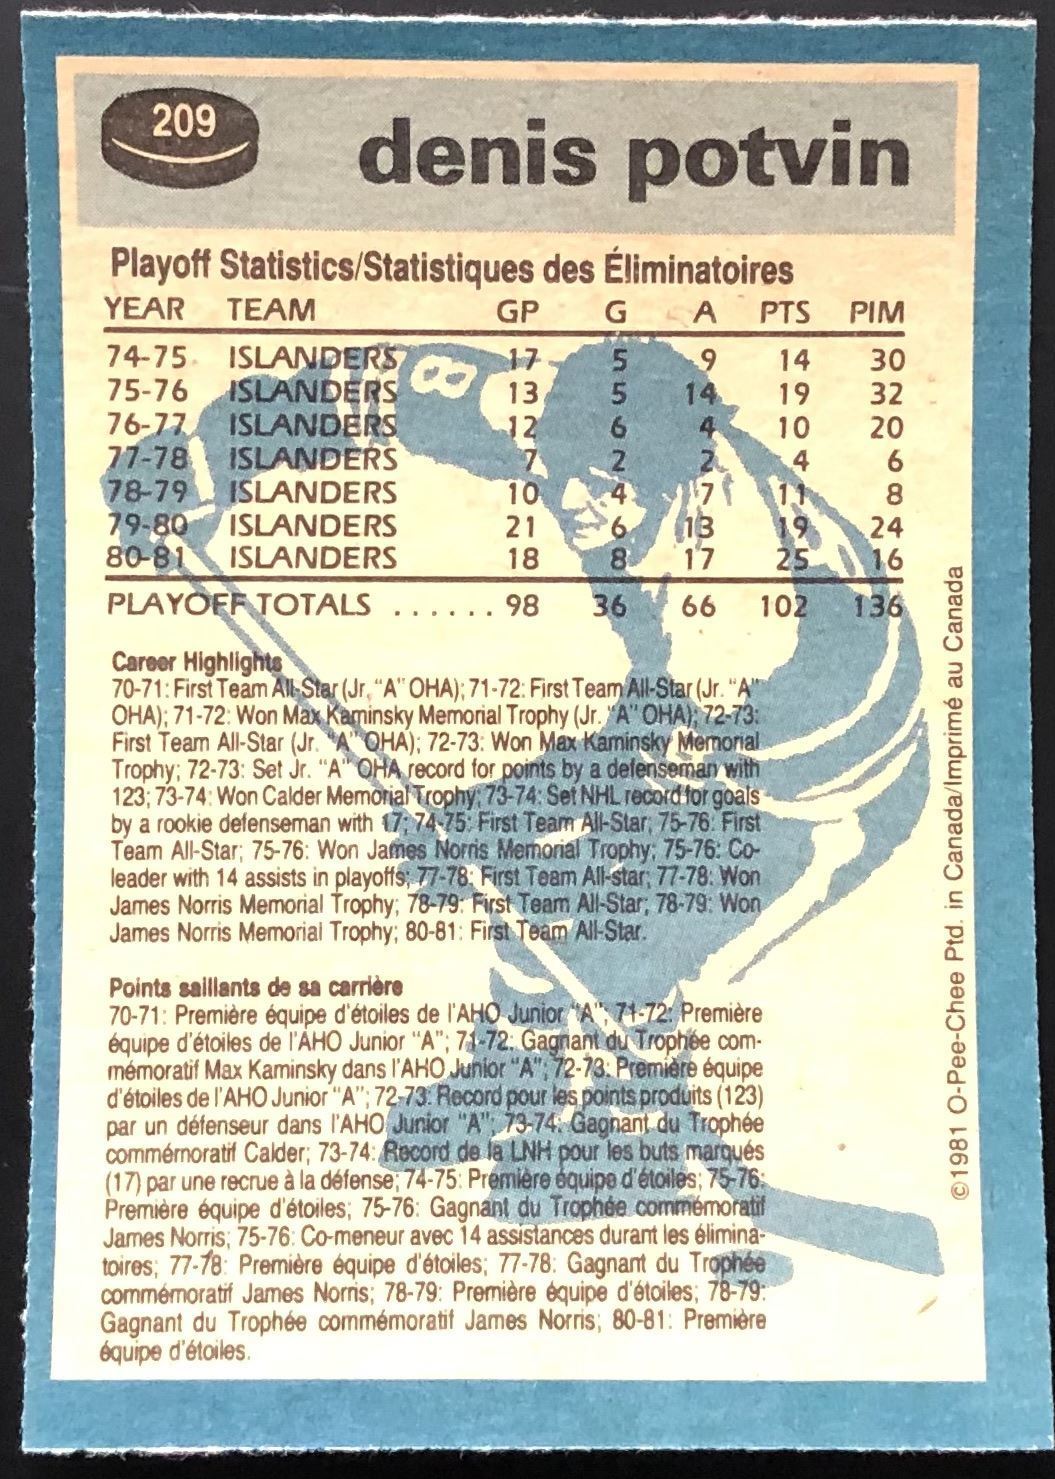 209
denis potvin
Playoff Statistics/Statistiques des Éliminatoires
YEAR TEAM GP G A PTS PIM
74-75 ISLANDERS 17 5 9 14 30
75-76 ISLANDERS 13 5 14 19 32
76-77 ISLANDERS 12 6 4 10 20
77-78 ISLANDERS 7 2 2 4 6
78-79 ISLANDERS 10 4 7 11 8
79-80 ISLANDERS 21 6 13 19 24
80-81 ISLANDERS 18 8 17 25 16
PLAYOFF TOTALS ...... 98 36 66 102 136
8
Career Highlights
70-71: First Team All-Star (Jr. "A" OHA); 71-72: First Team All-Star (Jr. "A"
OHA); 71-72: Won Max Kaminsky Memorial Trophy (Jr. "A" OHA); 72-73:
First Team All-Star (Jr. "A" OHA); 72-73: Won Max Kaminsky Memorial
Trophy; 72-73: Set Jr. "A" OHA record for points by a defenseman with
123; 73-74: Won Calder Memorial Trophy; 73-74: Set NHL record for goals
by a rookie defenseman with 17; 74-75: First Team All-Star; 75-76: First
Team All-Star; 75-76: Won James Norris Memorial Trophy; 75-76: Co-
leader with 14 assists in playoffs; 77-78: First Team All-star; 77-78: Won
James Norris Memorial Trophy; 78-79: First Team All-Star; 78-79: Won
James Norris Memorial Trophy; 80-81: First Team All-Star.
Points saillants de sa carrière
70-71: Première équipe d'étoiles de l'AHO Junior "A"; 71-72: Première
équipe d'étoiles de l'AHO Junior "A"; 71-72: Gagnant du Trophée com-
mémoratif Max Kaminsky dans l'AHO Junior "A"; 72-73: Première équipe
d'étoiles de l'AHO Junior "A"; 72-73: Record pour les points produits (123)
par un défenseur dans l'AHO Junior "A"; 73-74: Gagnant du Trophée
commémoratif Calder; 73-74: Record de la LNH pour les buts marqués
(17) par une recrue à la défense; 74-75: Première équipe d'étoiles; 75-76:
Première équipe d'étoiles; 75-76: Gagnant du Trophée commémoratif
James Norris; 75-76: Co-meneur avec 14 assistances durant les élimina-
toires; 77-78: Première équipe d'étoiles; 77-78: Gagnant du Trophée
commémoratif James Norris; 78-79: Première équipe d'étoiles; 78-79:
Gagnant du Trophée commémoratif James Norris; 80-81: Première
équipe d'étoiles.
©1981 O-Pee-Chee Ptd. in Canada/Imprimé au Canada